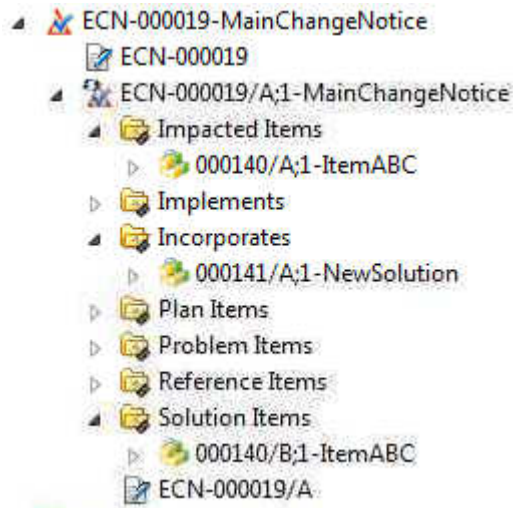 ECN-000019-MainChangeNotice
ECN-000019
ECN-000019/A;1-MainChangeNotice
Impacted Items
000140/A;1-ItemABC
Implements
Incorporates
000141/A;1-NewSolution
Plan Items
Problem Items
Reference Items
Solution Items
000140/B;1-ItemABC
ECN-000019/A